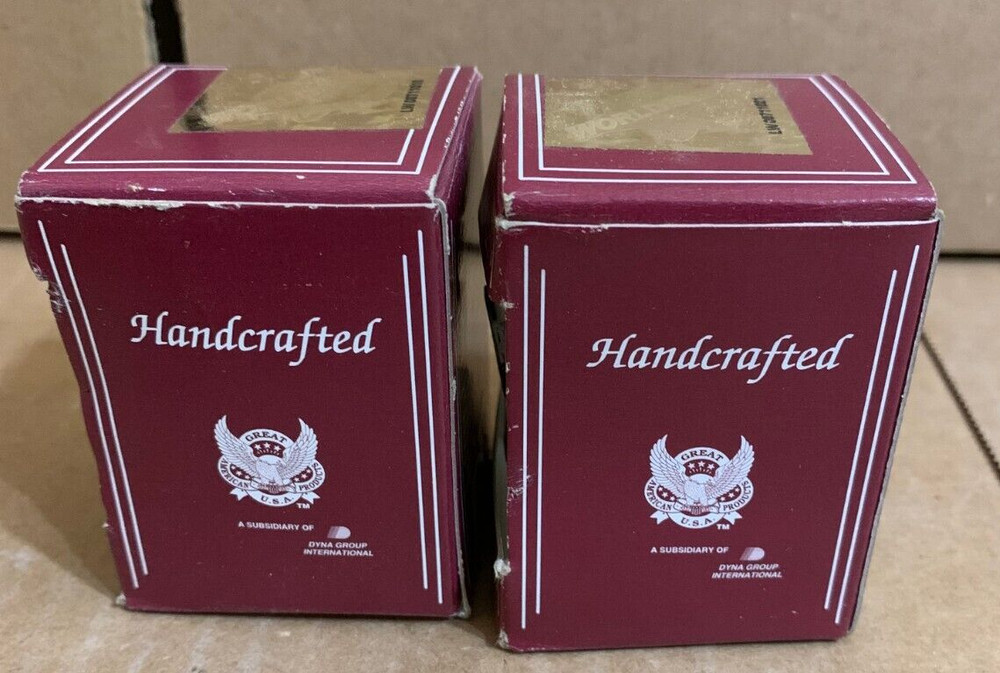 Handcrafted
GREAT
AMERICAN PRODUCTS
U.S.A
TM
A SUBSIDIARY OF
DYNA GROUP
INTERNATIONAL
Handcrafted
GREAT
AMERICAN PRODUCTS
U.S.A
TM
A SUBSIDIARY OF
DYNA GROUP
INTERNATIONAL